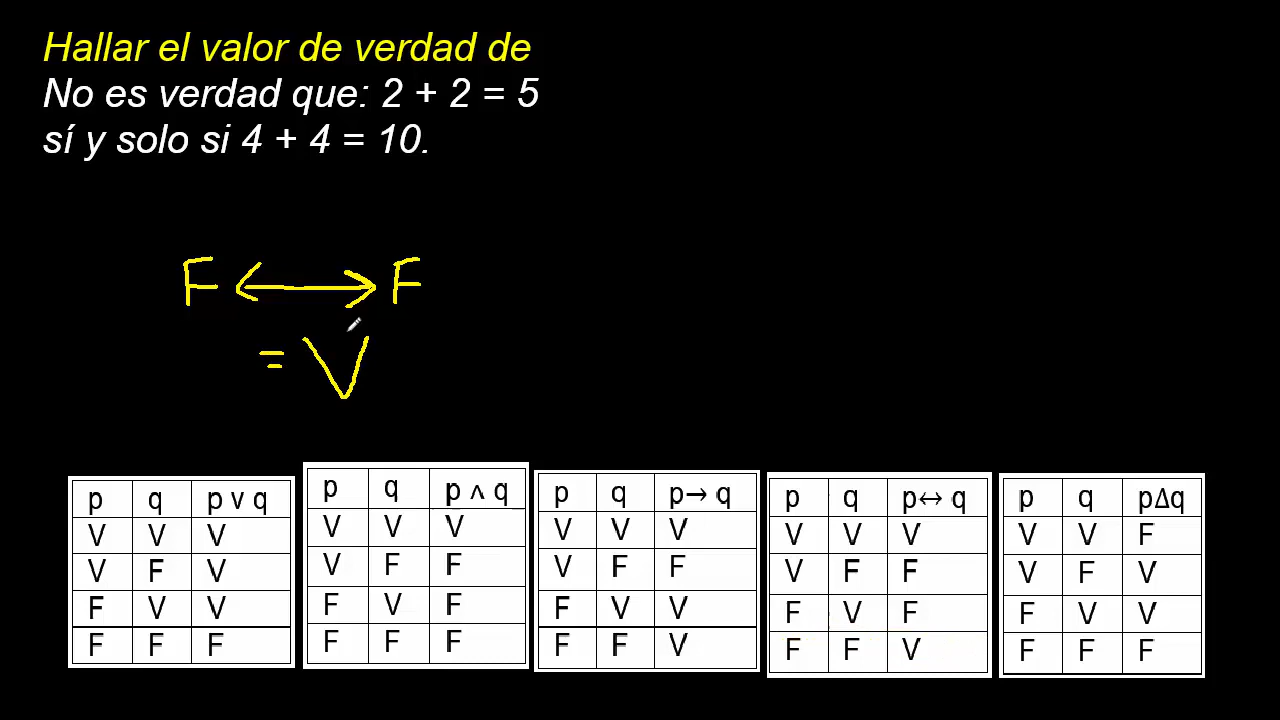 Hallar el valor de verdad de
No es verdad que: 2 + 2 = 5
sí y solo si 4 + 4 = 10.
F ↔ F
= V
p q p v q
V V V
V F V
F V V
F F F
p q p ∧ q
V V V
V F F
F V F
F F F
p q p→ q
V V V
V F F
F V V
F F V
p q p↔ q
V V V
V F F
F V F
F F V
p q pΔq
V V F
V F V
F V V
F F F